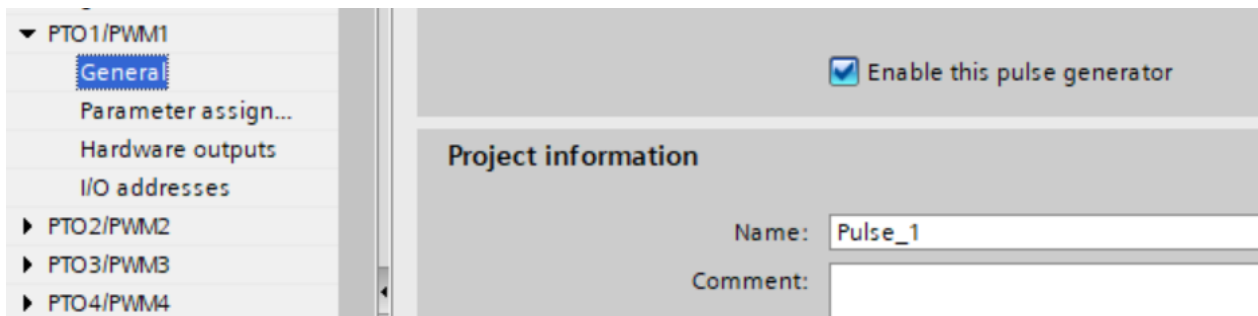 PTO1/PWM1
General
Parameter assign...
Hardware outputs
I/O addresses
PTO2/PWM2
PTO3/PWM3
PTO4/PWM4
Enable this pulse generator
Project information
Name: Pulse_1
Comment: